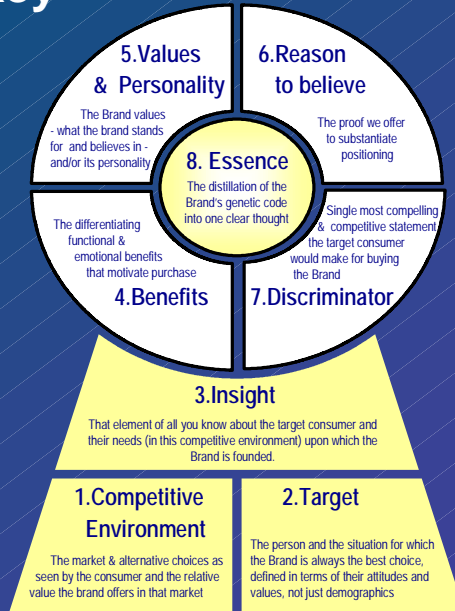 ey
5.Values
& Personality
The Brand values
- what the brand stands
for and believes in -
and/or its personality
6.Reason
to believe
The proof we offer
to substantiate
positioning
8. Essence
The distillation of the
Brand's genetic code
into one clear thought
The differentiating
functional &
emotional benefits
that motivate purchase
4.Benefits
Single most compelling
& competitive statement
the target consumer
would make for buying
the Brand
7.Discriminator
3.Insight
That element of all you know about the target consumer and
their needs (in this competitive environment) upon which the
Brand is founded.
1.Competitive
Environment
The market & alternative choices as
seen by the consumer and the relative
value the brand offers in that market
2.Target
The person and the situation for which
the Brand is always the best choice,
defined in terms of their attitudes and
values, not just demographics